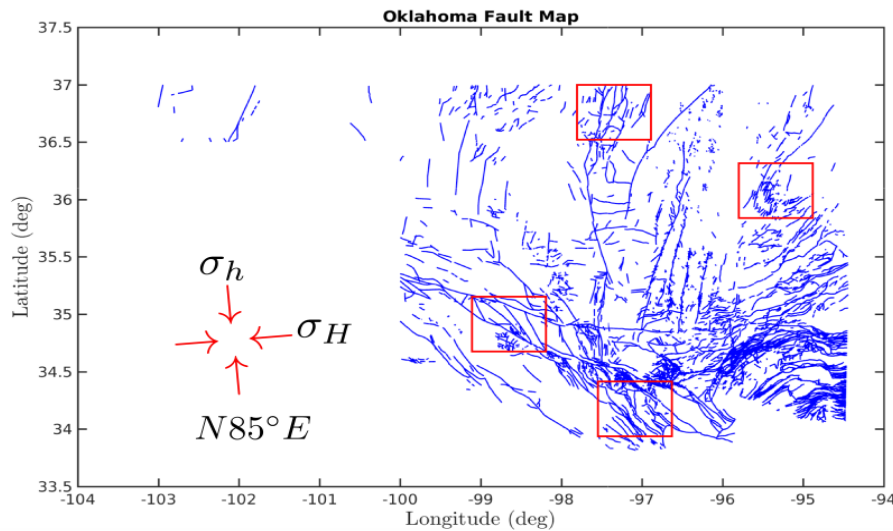 Oklahoma Fault Map
37.5
37
36.5
36
35.5
35
34.5
34
33.5
Latitude (deg)
σh
σH
N85°E
-104 -103 -102 -101 -100 -99 -98 -97 -96 -95 -94
Longitude (deg)